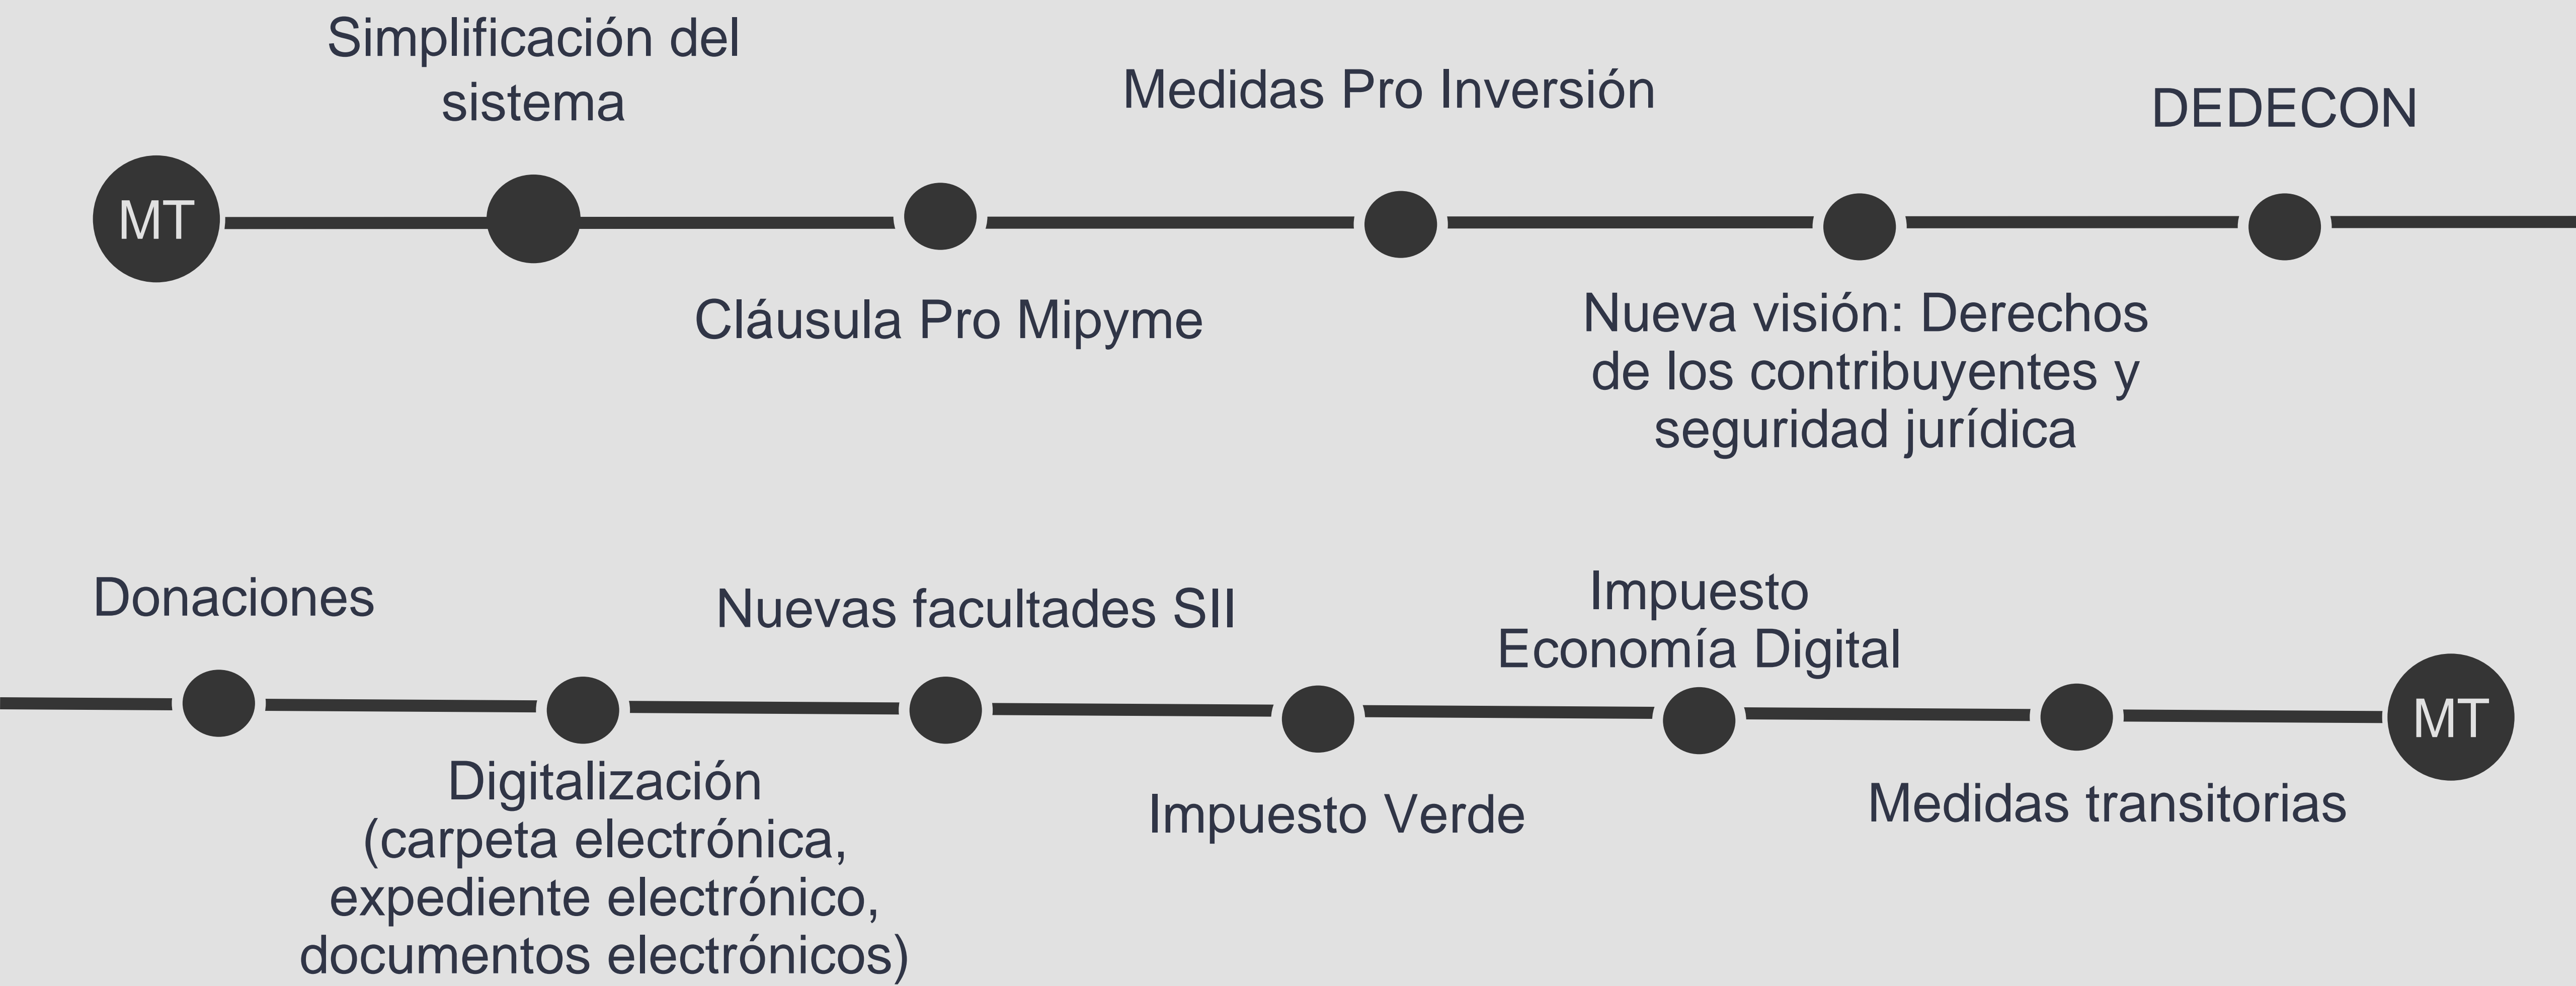 MT
Simplificación del
sistema
Cláusula Pro Mipyme
Medidas Pro Inversión
Nueva visión: Derechos
de los contribuyentes y
seguridad jurídica
DEDECON
Donaciones
Digitalización
(carpeta electrónica,
expediente electrónico,
documentos electrónicos)
Nuevas facultades SII
Impuesto Verde
Impuesto
Economía Digital
Medidas transitorias
MT